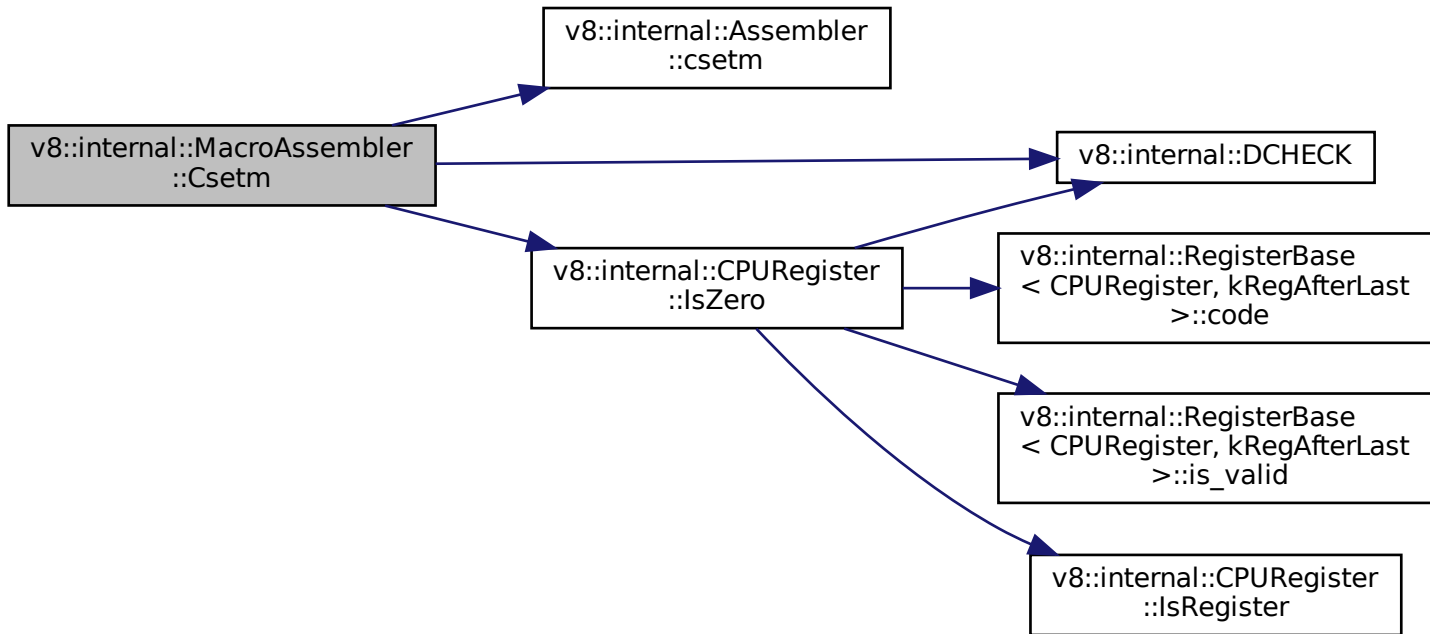 v8::internal::Assembler
::csetm
v8::internal::MacroAssembler
::Csetm
v8::internal::DCHECK
v8::internal::CPURegister
::IsZero
v8::internal::RegisterBase
< CPURegister, kRegAfterLast
>::code
v8::internal::RegisterBase
< CPURegister, kRegAfterLast
>::is_valid
v8::internal::CPURegister
::IsRegister